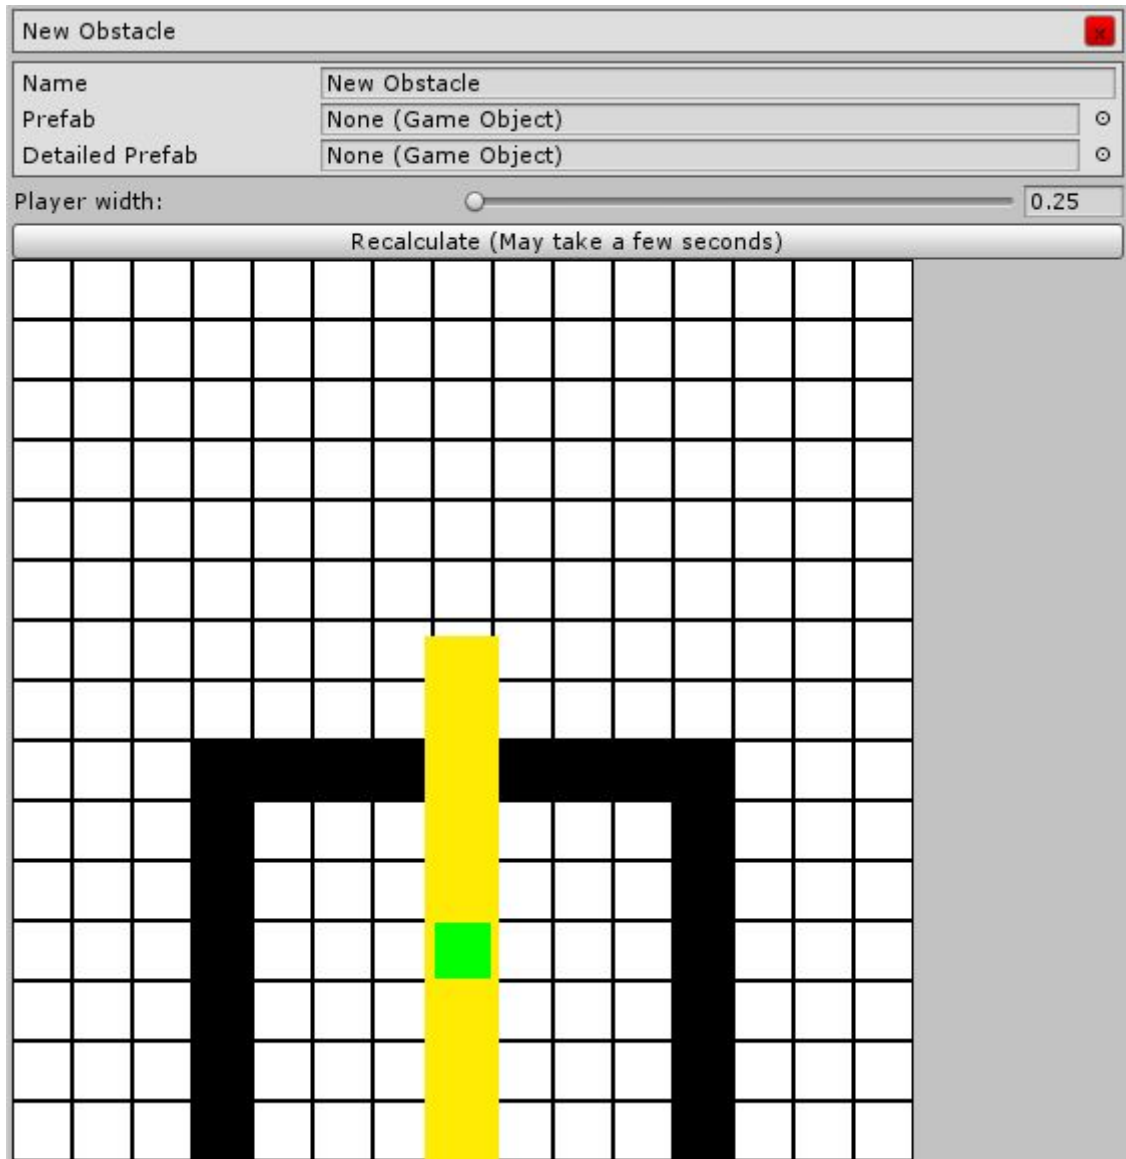 New Obstacle
x
Name New Obstacle
Prefab None (Game Object)
Detailed Prefab None (Game Object)
Player width: 0.25
Recalculate (May take a few seconds)